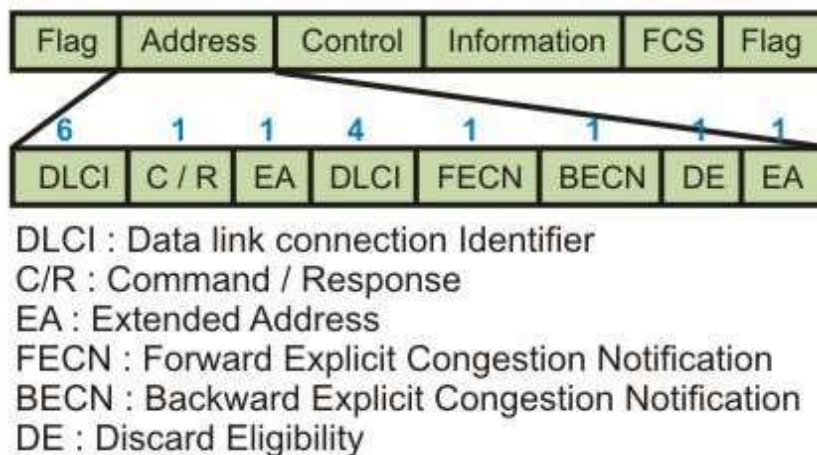 Flag Address Control Information FCS Flag
6 1 1 4 1 1 1 1
DLCI C / R EA DLCI FECN BECN DE EA
DLCI : Data link connection Identifier
C/R : Command / Response
EA : Extended Address
FECN : Forward Explicit Congestion Notification
BECN : Backward Explicit Congestion Notification
DE : Discard Eligibility